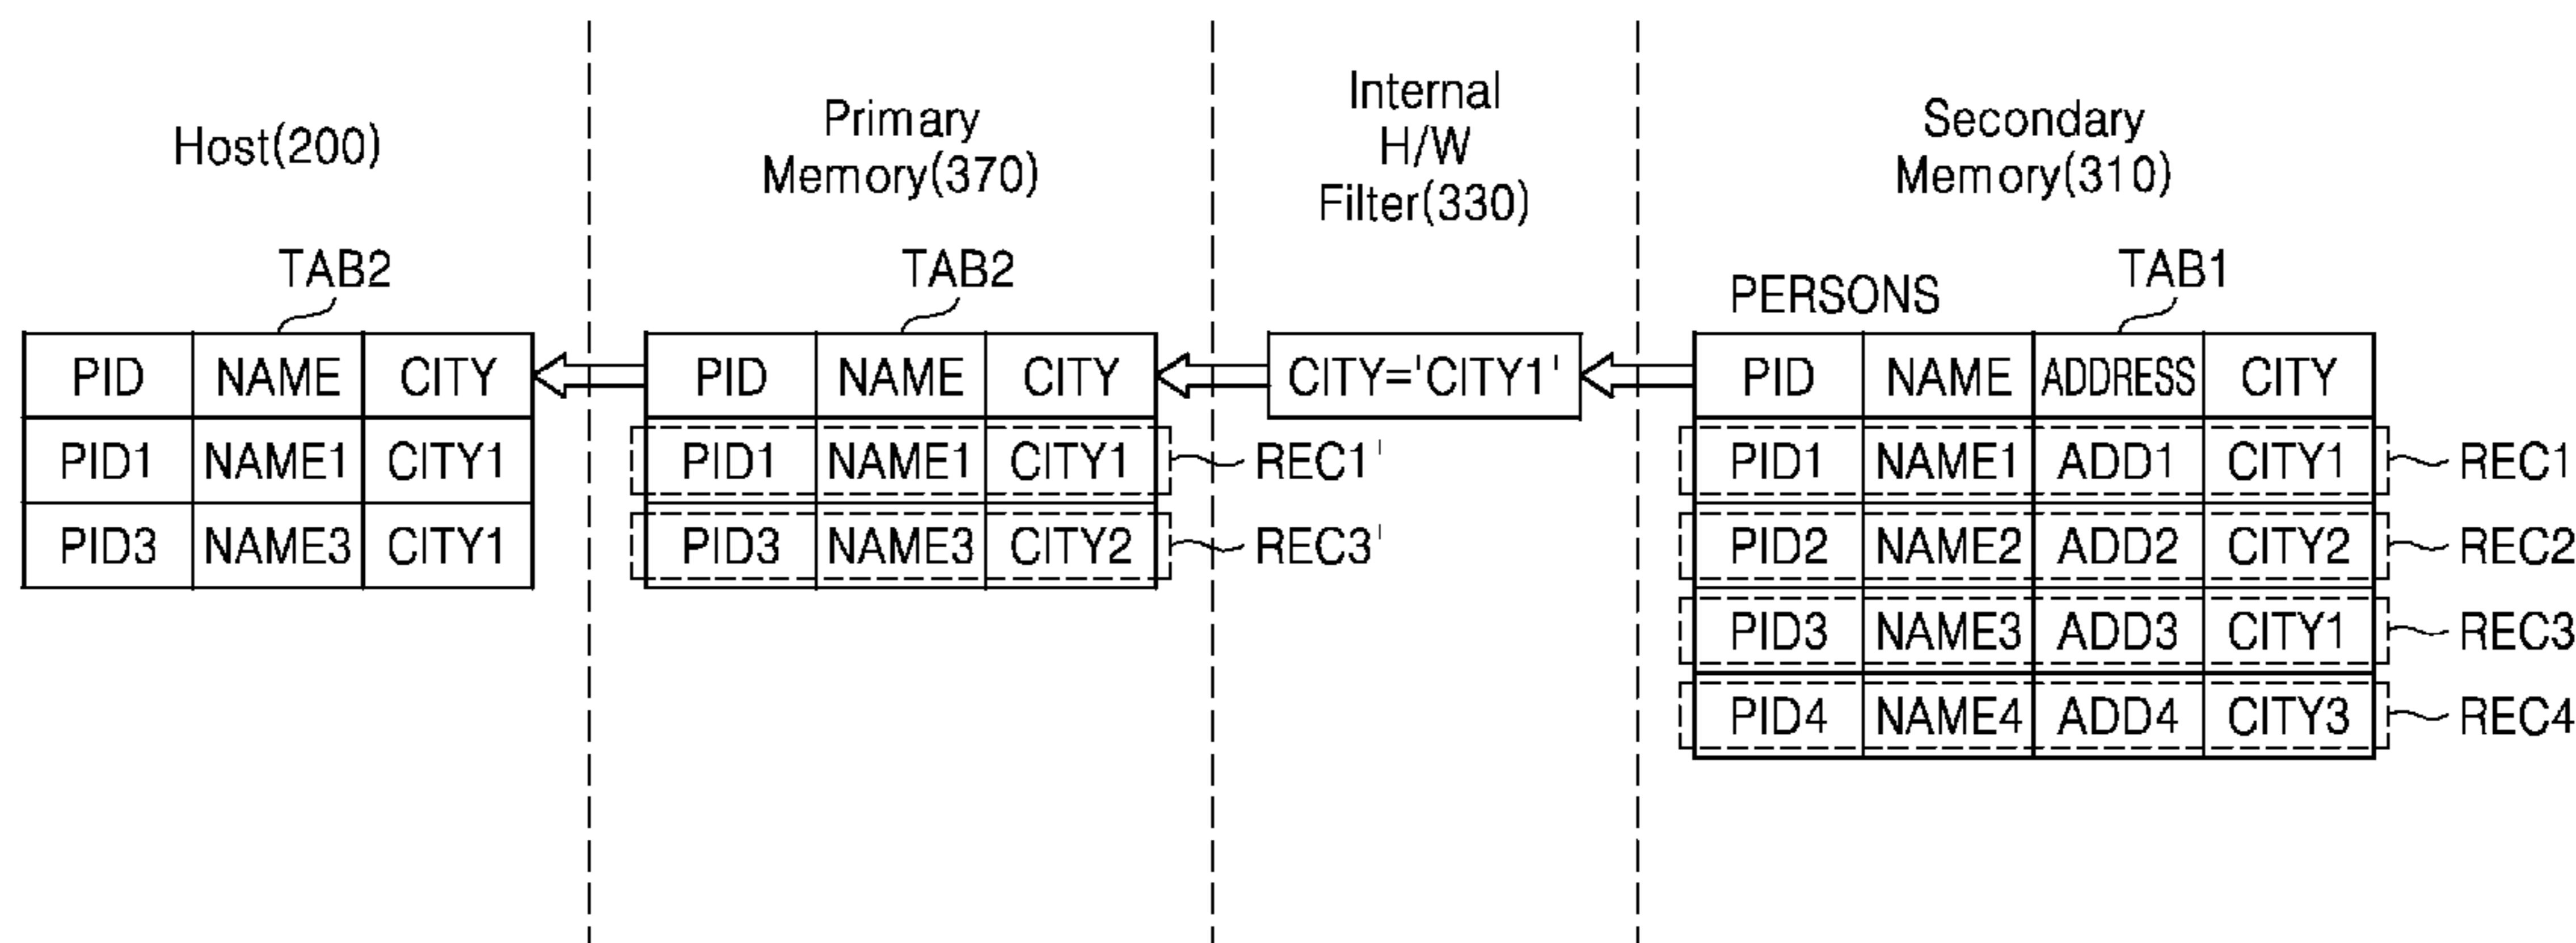 Host(200)
Primary
Memory(370)
Internal
H/W
Filter(330)
Secondary
Memory(310)
TAB2
TAB2
PERSONS
TAB1
PID NAME CITY
PID1 NAME1 CITY1
PID3 NAME3 CITY1
PID NAME CITY
PID1 NAME1 CITY1 REC1'
PID3 NAME3 CITY2 REC3'
CITY='CITY1'
PID NAME ADDRESS CITY
PID1 NAME1 ADD1 CITY1 REC1
PID2 NAME2 ADD2 CITY2 REC2
PID3 NAME3 ADD3 CITY1 REC3
PID4 NAME4 ADD4 CITY3 REC4